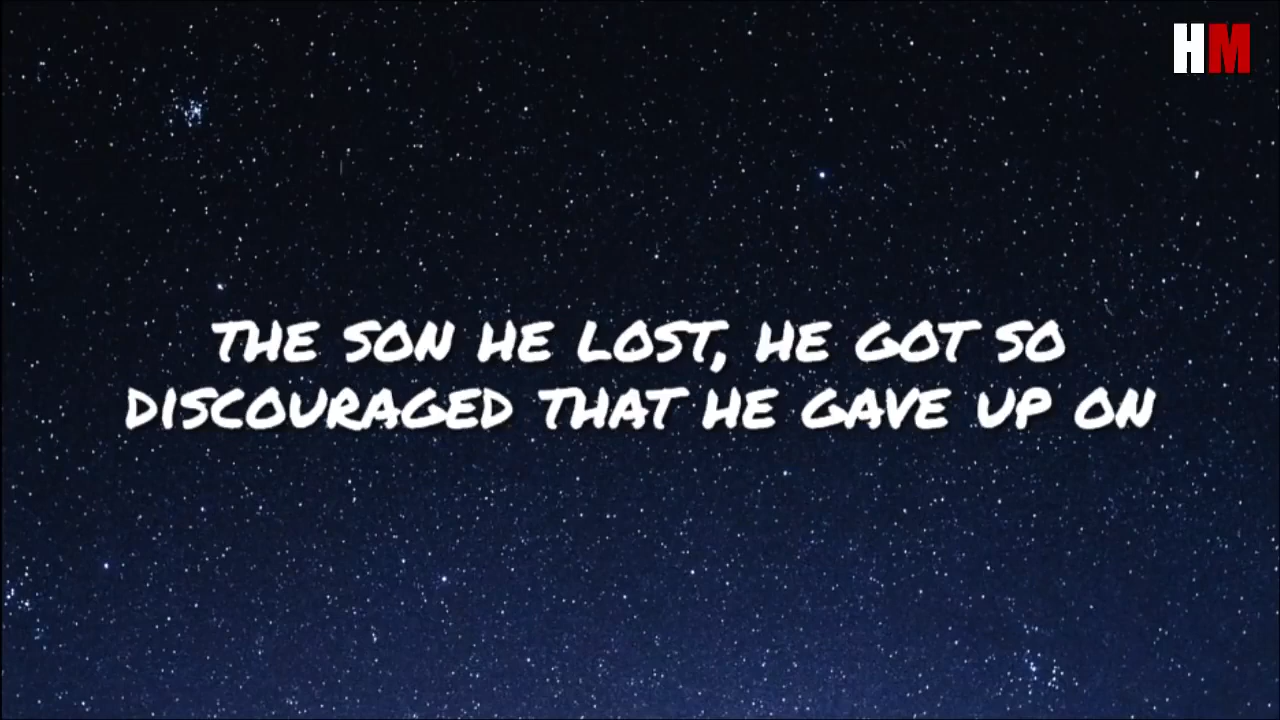 HM
THE SON HE LOST, HE GOT SO
DISCOURAGED THAT HE GAVE UP ON